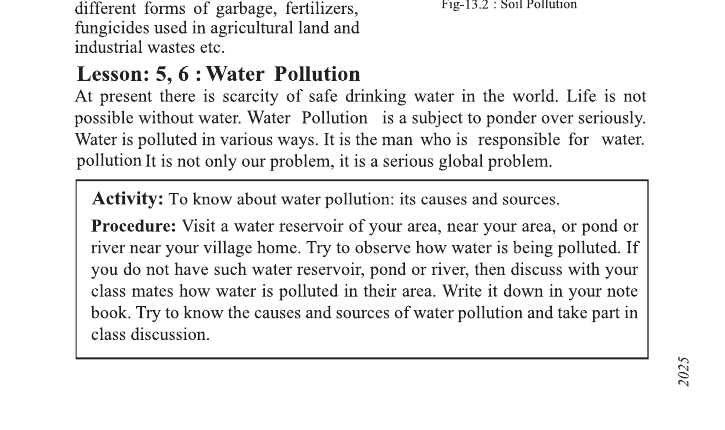 different forms of garbage, fertilizers,
fungicides used in agricultural land and
industrial wastes etc.
Fig-13.2 : Soil Pollution
Lesson: 5, 6 : Water Pollution
At present there is scarcity of safe drinking water in the world. Life is not
possible without water. Water Pollution is a subject to ponder over seriously.
Water is polluted in various ways. It is the man who is responsible for water.
pollution It is not only our problem, it is a serious global problem.
Activity: To know about water pollution: its causes and sources.
Procedure: Visit a water reservoir of your area, near your area, or pond or
river near your village home. Try to observe how water is being polluted. If
you do not have such water reservoir, pond or river, then discuss with your
class mates how water is polluted in their area. Write it down in your note
book. Try to know the causes and sources of water pollution and take part in
class discussion.
2025